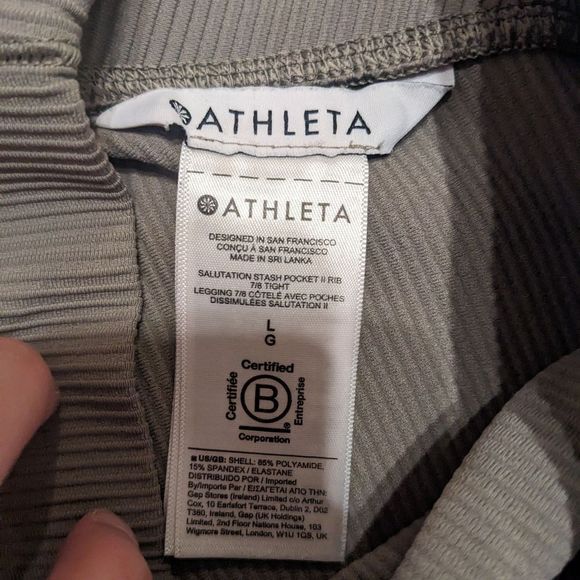 ATHLETA
ATHLETA
DESIGNED IN SAN FRANCISCO
CONÇU À SAN FRANCISCO
MADE IN SRI LANKA
SALUTATION STASH POCKET II RIB
7/8 TIGHT
LEGGING 7/8 CÔTELÉ AVEC POCHES
DISSIMULÉES SALUTATION II
L
G
Certified
Certifiée
B
Entreprise
®
Corporation
■ US/GB: SHELL: 85% POLYAMIDE,
15% SPANDEX / ELASTANE
DISTRIBUIDO POR / Imported
By/Importé Par / ΕΙΣΑΓΕΤΑΙ ΑΠΟ ΤΗΝ:
Gap Stores (Ireland) Limited c/o Arthur
Cox, 10 Earlsfort Terrace, Dublin 2, D02
T380, Ireland, Gap (UK Holdings)
Limited, 2nd Floor Nations House, 103
Wigmore Street, London, W1U 1QS, UK